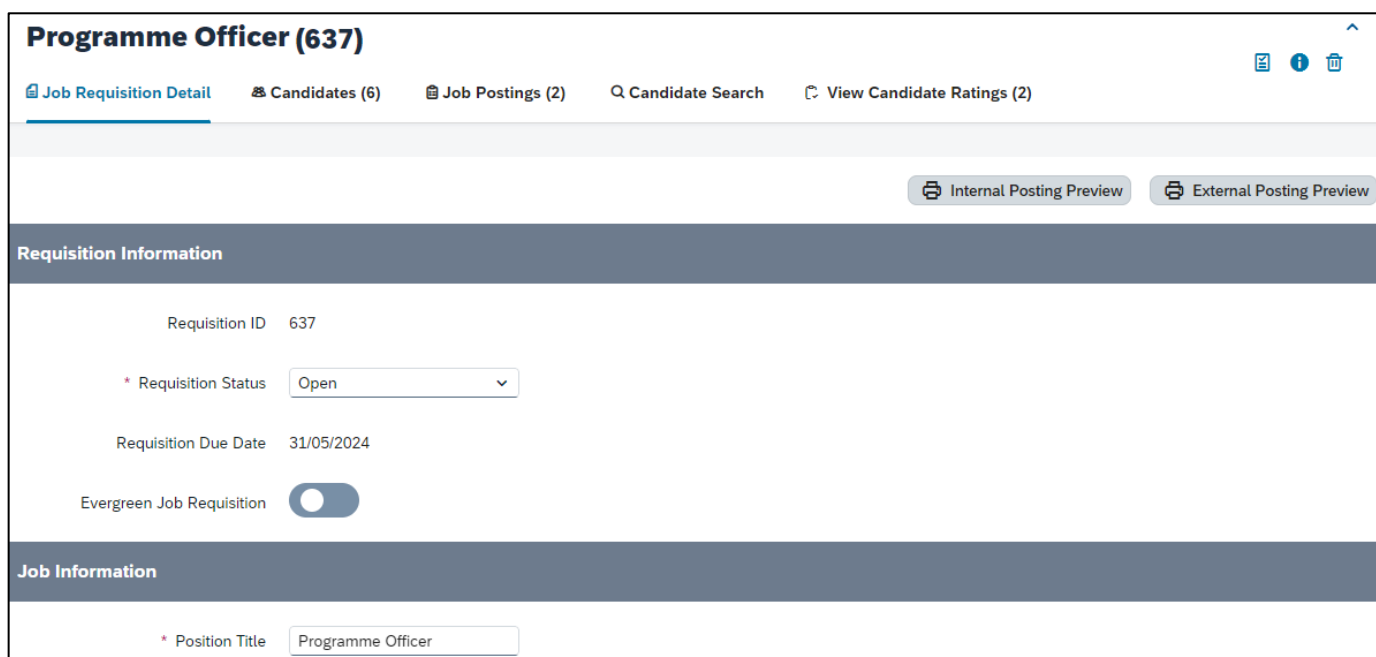 Programme Officer (637)
Job Requisition Detail Candidates (6) Job Postings (2) Candidate Search View Candidate Ratings (2)
Internal Posting Preview External Posting Preview
Requisition Information
Requisition ID 637
* Requisition Status Open
Requisition Due Date 31/05/2024
Evergreen Job Requisition
Job Information
* Position Title Programme Officer